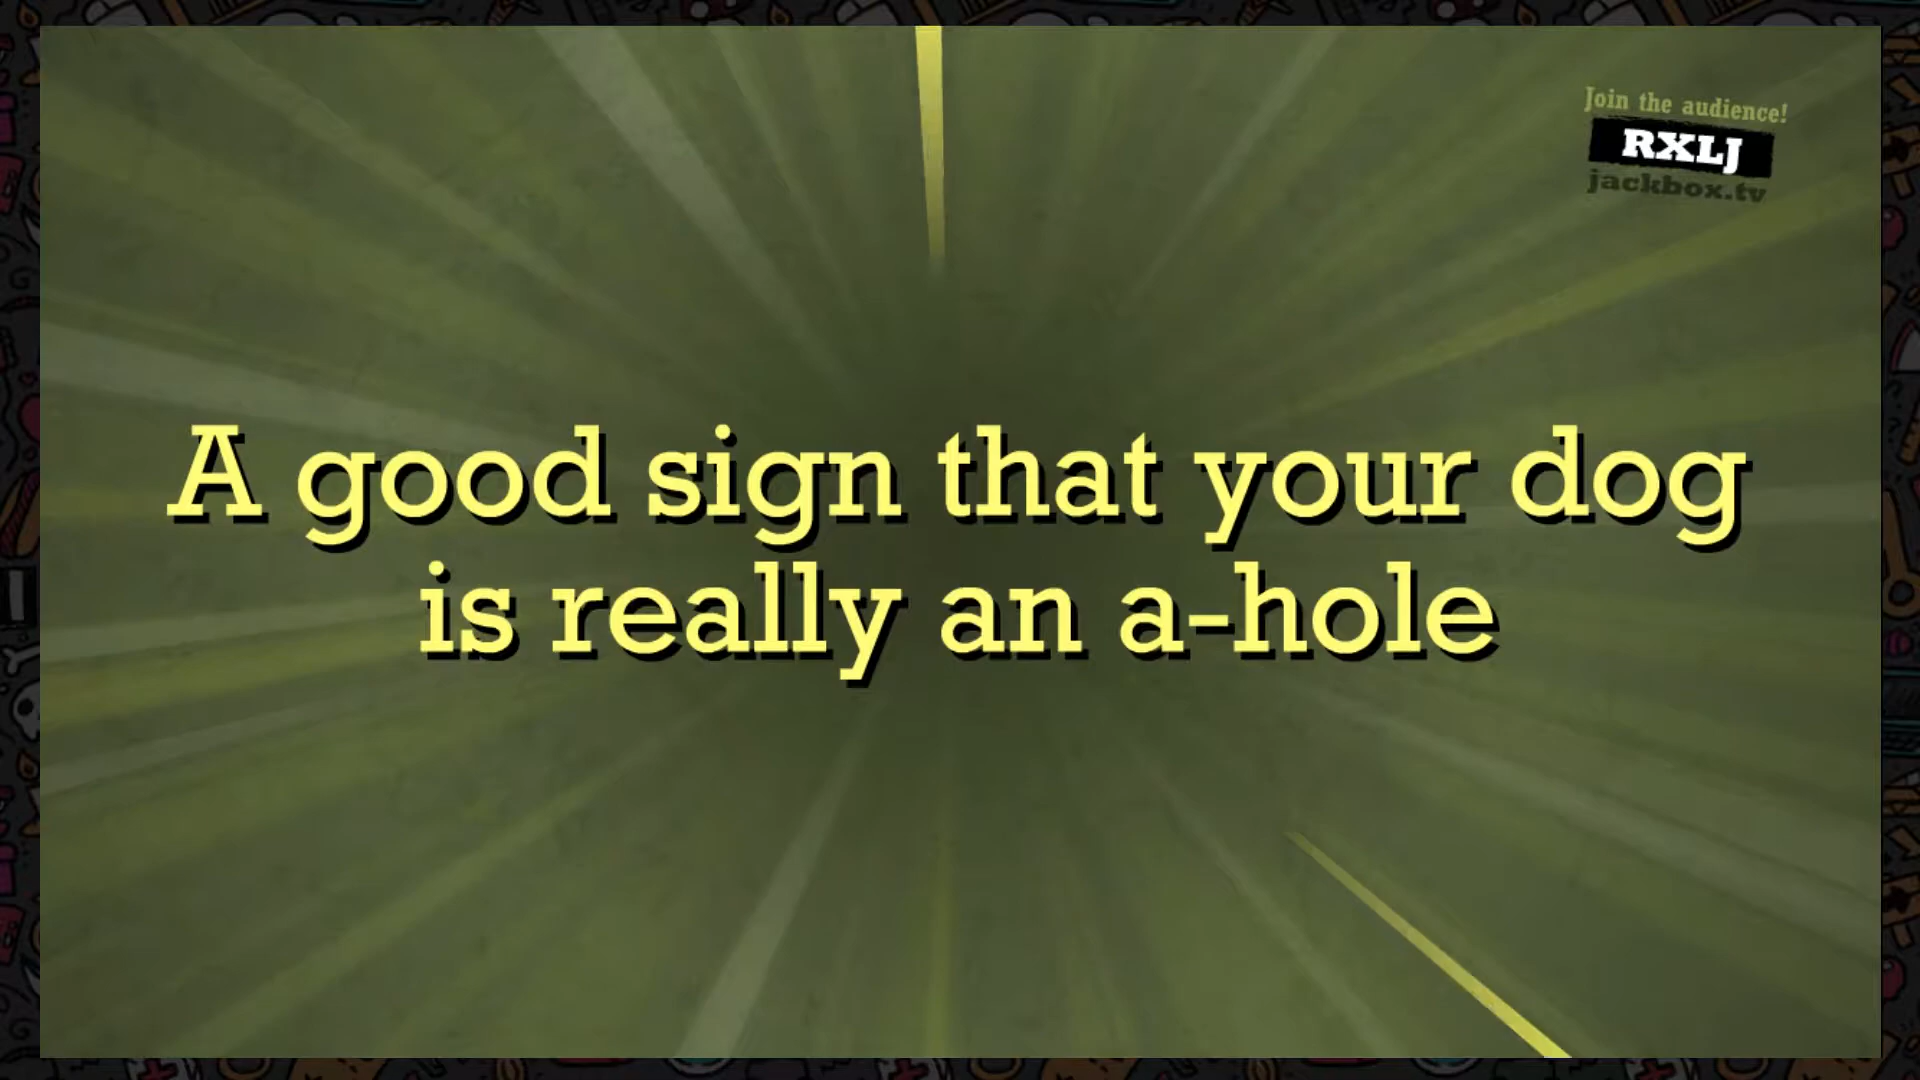 Join the audience!
RXLJ
jackbox.tv
A good sign that your dog
is really an a-hole